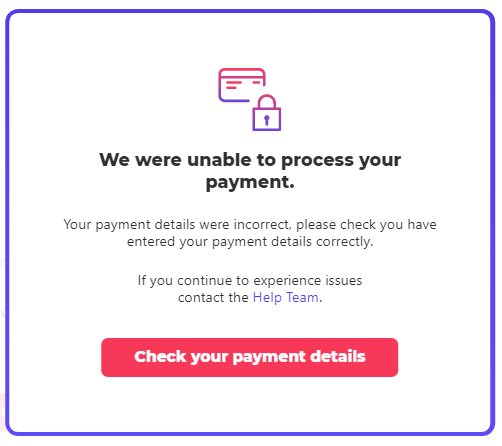 We were unable to process your
payment.
Your payment details were incorrect, please check you have
entered your payment details correctly.
If you continue to experience issues
contact the Help Team.
Check your payment details